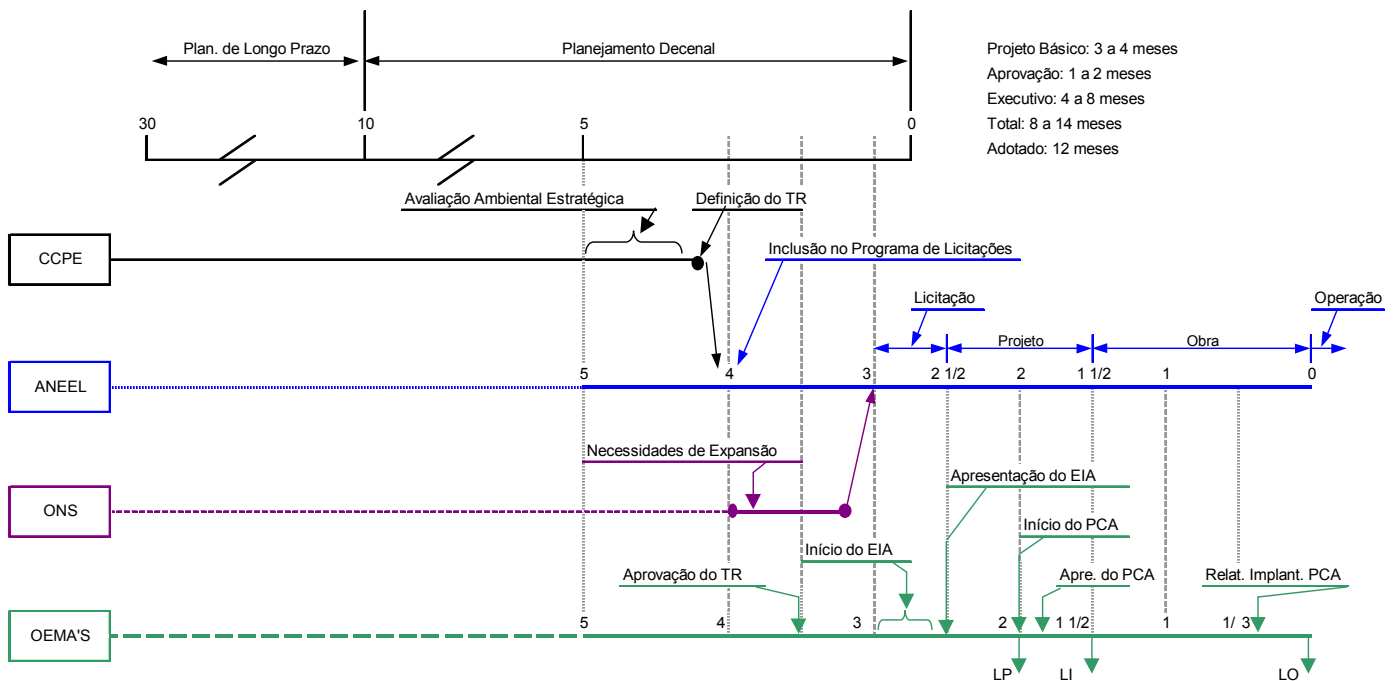 Plan. de Longo Prazo
Planejamento Decenal
Projeto Básico: 3 a 4 meses
Aprovação: 1 a 2 meses
Executivo: 4 a 8 meses
Total: 8 a 14 meses
Adotado: 12 meses
30
10
5
0
Avaliação Ambiental Estratégica
Definição do TR
CCPE
Inclusão no Programa de Licitações
Licitação
Operação
Projeto
Obra
ANEEL
5
4
3
2 1/2
2
1 1/2
1
0
Necessidades de Expansão
Apresentação do EIA
ONS
Início do PCA
Início do EIA
Aprovação do TR
Apre. do PCA
Relat. Implant. PCA
OEMA'S
5
4
3
2
1 1/2
1
1/ 3
LP
LI
LO